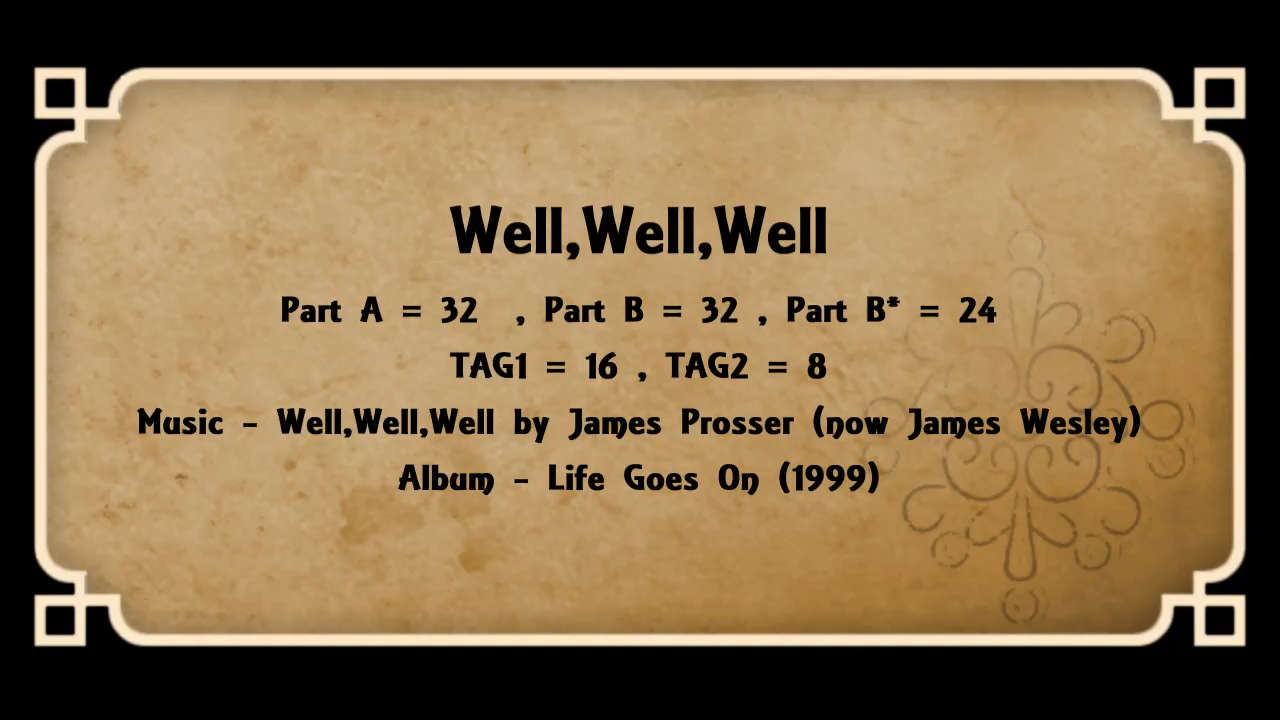 Well,Well,Well
Part A = 32 , Part B = 32 , Part B* = 24
TAG1 = 16 , TAG2 = 8
Music - Well,Well,Well by James Prosser (now James Wesley)
Album - Life Goes On (1999)